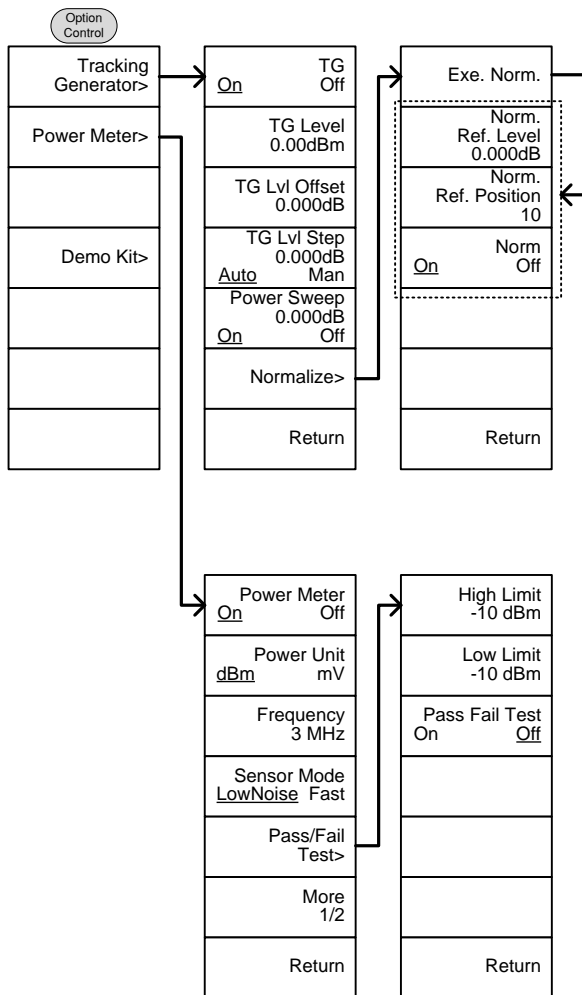 Option
Control
Tracking
Generator>
Power Meter>
Demo Kit>
TG
On Off
TG Level
0.00dBm
TG Lvl Offset
0.000dB
TG Lvl Step
0.000dB
Auto Man
Power Sweep
0.000dB
On Off
Normalize>
Return
Exe. Norm.
Norm.
Ref. Level
0.000dB
Norm.
Ref. Position
10
Norm
On Off
Return
Power Meter
On Off
Power Unit
dBm mV
Frequency
3 MHz
Sensor Mode
LowNoise Fast
Pass/Fail
Test>
More
1/2
Return
High Limit
-10 dBm
Low Limit
-10 dBm
Pass Fail Test
On Off
Return